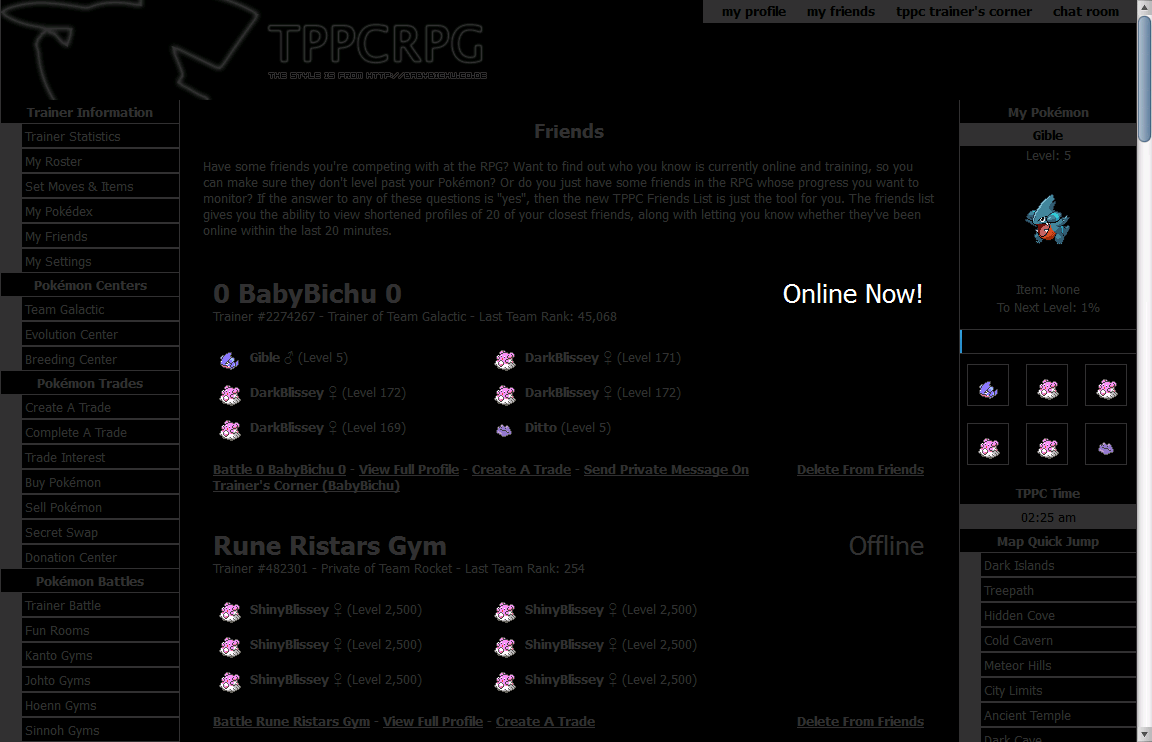 my profile my friends tppc trainer's corner chat room
TPPCRPG
THE STYLE IS FROM HTTP://BABYBICHU.CO.DE
Trainer Information
Trainer Statistics
My Roster
Set Moves & Items
My Pokédex
My Friends
My Settings
Pokémon Centers
Team Galactic
Evolution Center
Breeding Center
Pokémon Trades
Create A Trade
Complete A Trade
Trade Interest
Buy Pokémon
Sell Pokémon
Secret Swap
Donation Center
Pokémon Battles
Trainer Battle
Fun Rooms
Kanto Gyms
Johto Gyms
Hoenn Gyms
Sinnoh Gyms
Friends
Have some friends you're competing with at the RPG? Want to find out who you know is currently online and training, so you
can make sure they don't level past your Pokémon? Or do you just have some friends in the RPG whose progress you want to
monitor? If the answer to any of these questions is "yes", then the new TPPC Friends List is just the tool for you. The friends list
gives you the ability to view shortened profiles of 20 of your closest friends, along with letting you know whether they've been
online within the last 20 minutes.
0 BabyBichu 0 Online Now!
Trainer #2274267 - Trainer of Team Galactic - Last Team Rank: 45,068
Gible ♂ (Level 5) DarkBlissey ♀ (Level 171)
DarkBlissey ♀ (Level 172) DarkBlissey ♀ (Level 172)
DarkBlissey ♀ (Level 169) Ditto (Level 5)
Battle 0 BabyBichu 0 - View Full Profile - Create A Trade - Send Private Message On Delete From Friends
Trainer's Corner (BabyBichu)
Rune Ristars Gym Offline
Trainer #482301 - Private of Team Rocket - Last Team Rank: 254
ShinyBlissey ♀ (Level 2,500) ShinyBlissey ♀ (Level 2,500)
ShinyBlissey ♀ (Level 2,500) ShinyBlissey ♀ (Level 2,500)
ShinyBlissey ♀ (Level 2,500) ShinyBlissey ♀ (Level 2,500)
Battle Rune Ristars Gym - View Full Profile - Create A Trade Delete From Friends
My Pokémon
Gible
Level: 5
Item: None
To Next Level: 1%
TPPC Time
02:25 am
Map Quick Jump
Dark Islands
Treepath
Hidden Cove
Cold Cavern
Meteor Hills
City Limits
Ancient Temple
Dark Cave